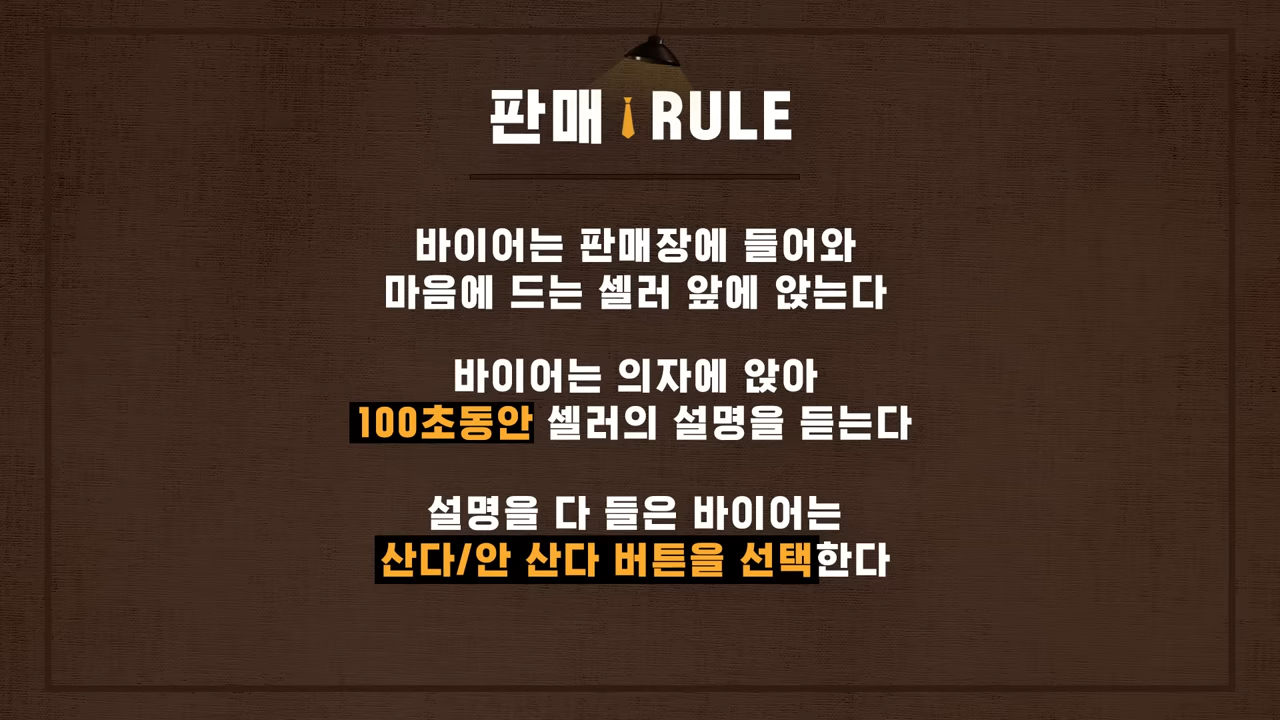 판매 RULE
바이어는 판매장에 들어와
마음에 드는 셀러 앞에 앉는다
바이어는 의자에 앉아
100초동안 셀러의 설명을 듣는다
설명을 다 들은 바이어는
산다/안 산다 버튼을 선택한다